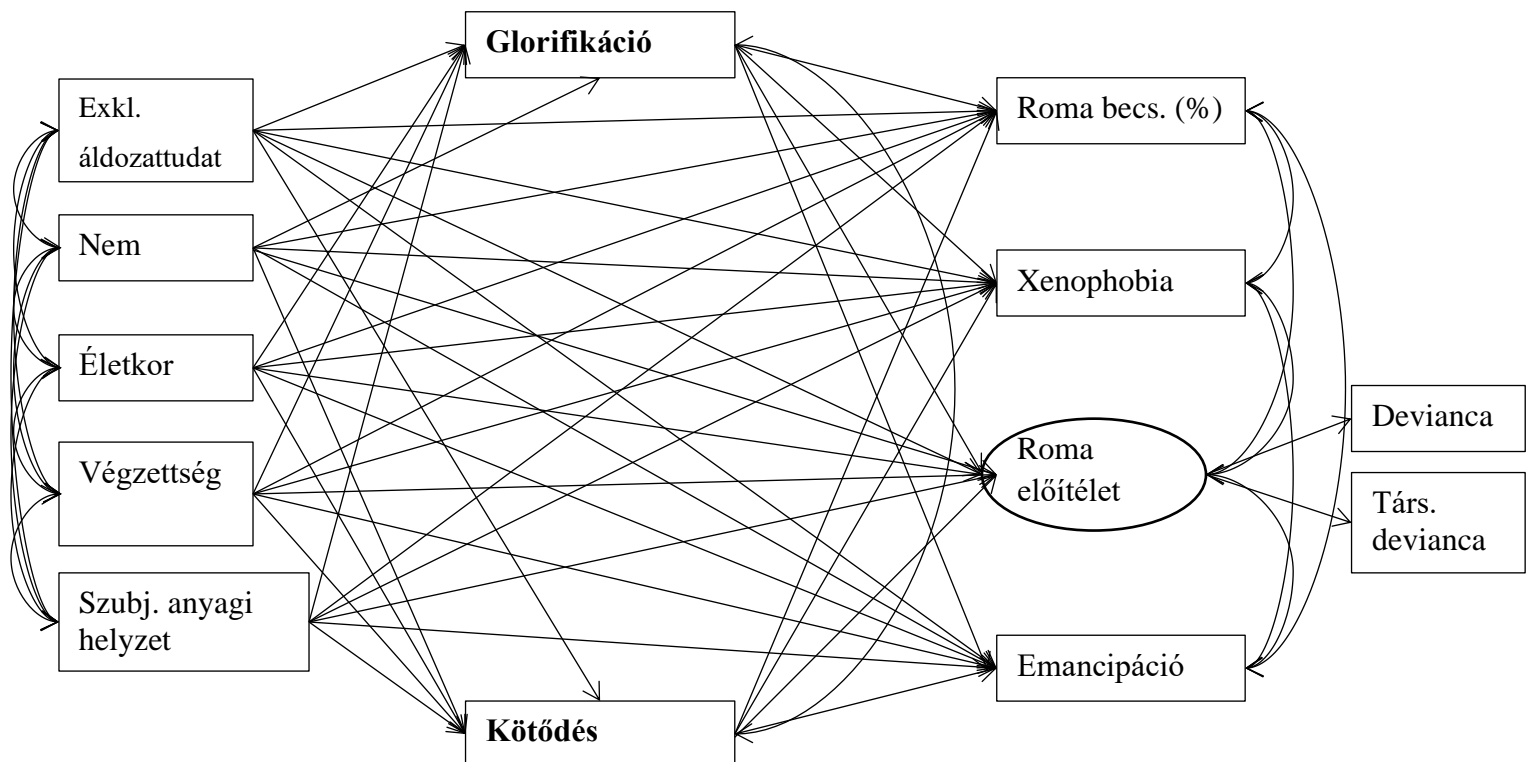 Glorifikáció
Exkl.
áldozattudat
Nem
Életkor
Végzettség
Szubj. anyagi
helyzet
Kötődés
Roma becs. (%)
Xenophobia
Roma
előítélet
Emancipáció
Devianca
Társ.
devianca